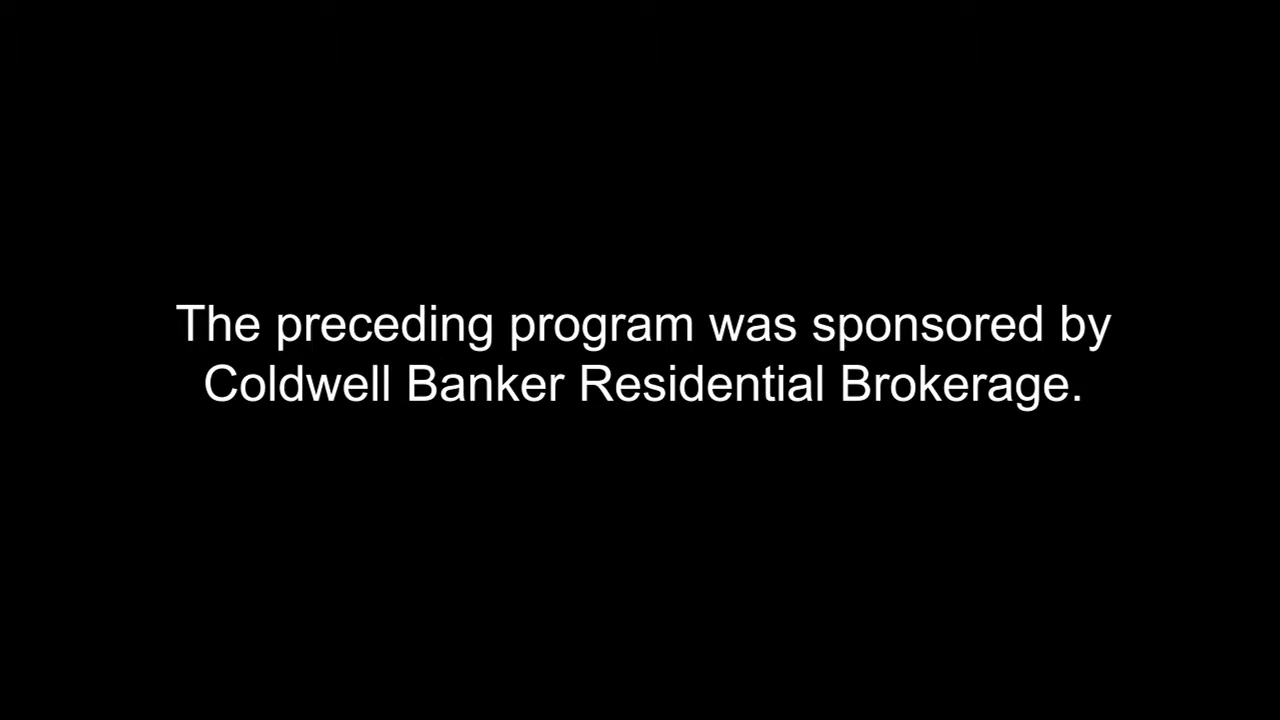 The preceding program was sponsored by
Coldwell Banker Residential Brokerage.